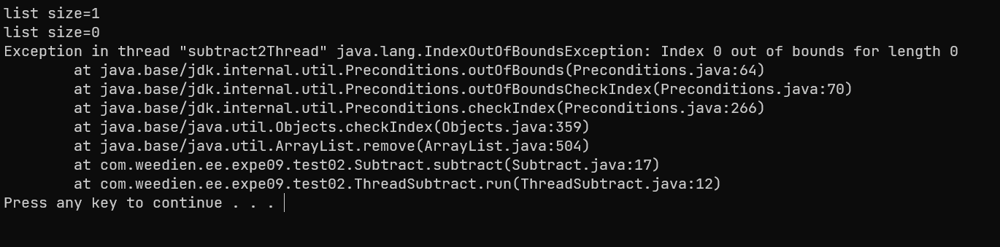 list size=1
list size=0
Exception in thread "subtract2Thread" java.lang.IndexOutOfBoundsException: Index 0 out of bounds for length 0
        at java.base/jdk.internal.util.Preconditions.outOfBounds(Preconditions.java:64)
        at java.base/jdk.internal.util.Preconditions.outOfBoundsCheckIndex(Preconditions.java:70)
        at java.base/jdk.internal.util.Preconditions.checkIndex(Preconditions.java:266)
        at java.base/java.util.Objects.checkIndex(Objects.java:359)
        at java.base/java.util.ArrayList.remove(ArrayList.java:504)
        at com.weedien.ee.expe09.test02.Subtract.subtract(Subtract.java:17)
        at com.weedien.ee.expe09.test02.ThreadSubtract.run(ThreadSubtract.java:12)
Press any key to continue . . .